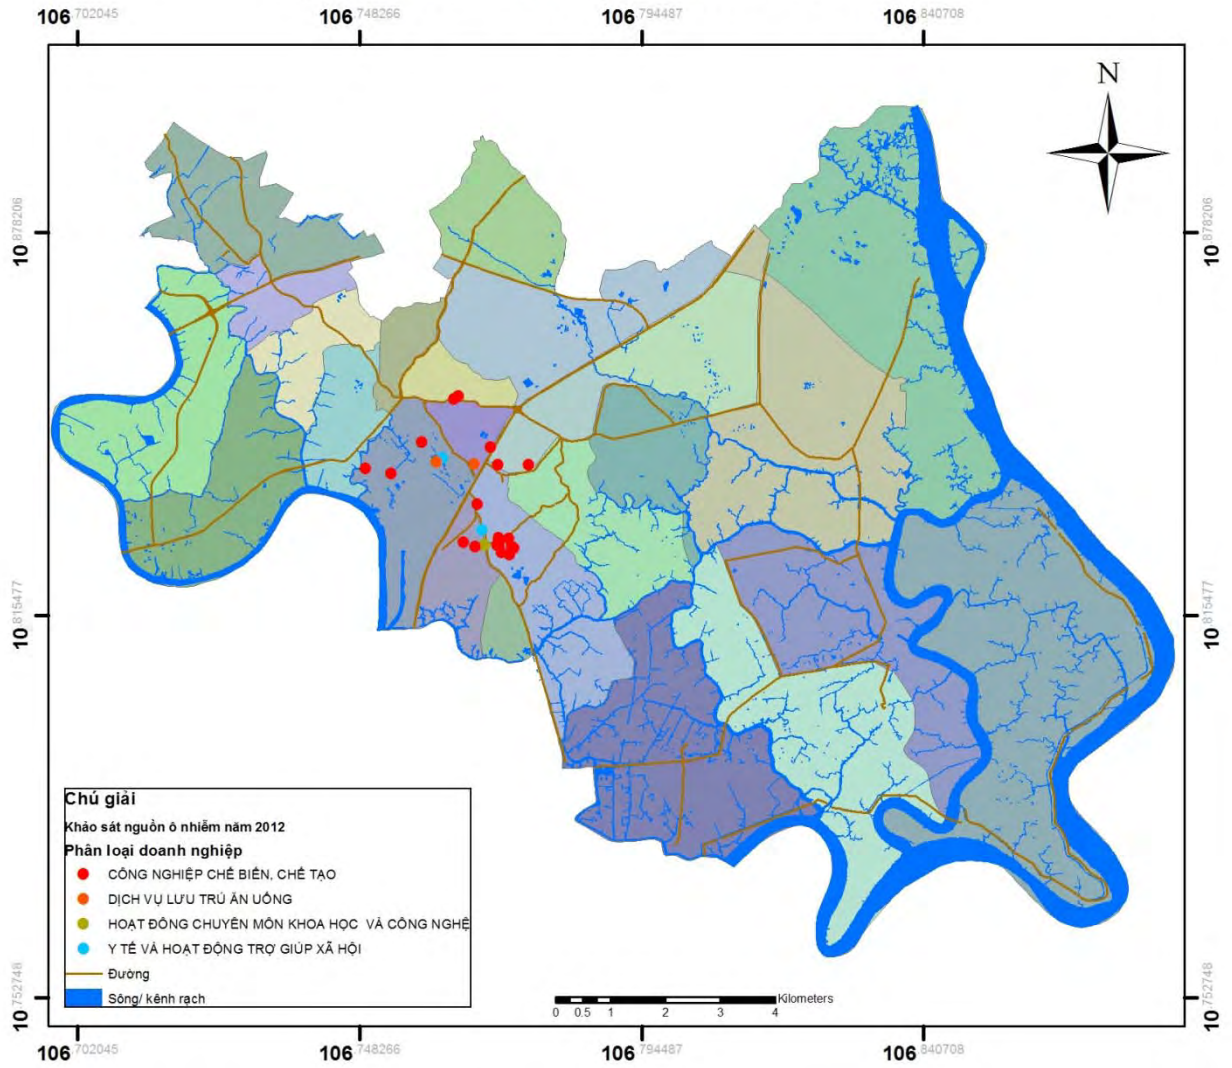 106.702045 106.748266 106.794487 106.840708
N
10.878206 10.878206
10.815477 10.815477
Chú giải
Khảo sát nguồn ô nhiễm năm 2012
Phân loại doanh nghiệp
CÔNG NGHIỆP CHẾ BIẾN, CHẾ TẠO
DỊCH VỤ LƯU TRÚ ĂN UỐNG
HOẠT ĐÔNG CHUYÊN MÔN KHOA HỌC VÀ CÔNG NGHỆ
Y TẾ VÀ HOẠT ĐỘNG TRỢ GIÚP XÃ HỘI
Đường
Sông/ kênh rạch
10.752748 10.752748
Kilometers
0 0.5 1 2 3 4
106.702045 106.748266 106.794487 106.840708